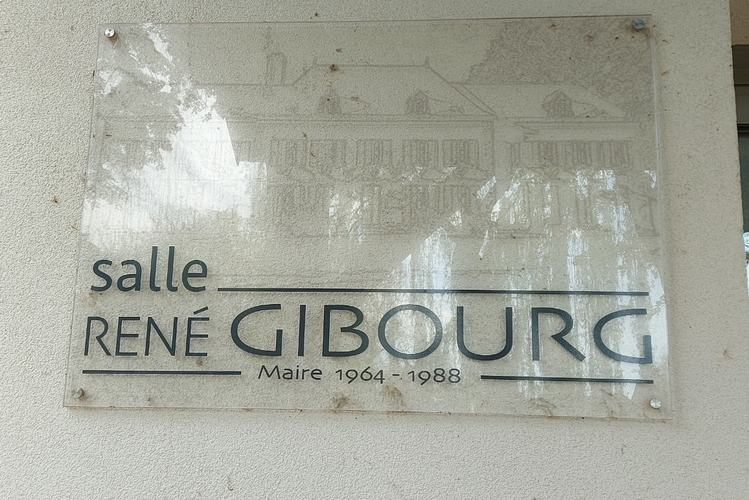 salle
RENÉ GIBOURG
Maire 1964 - 1988